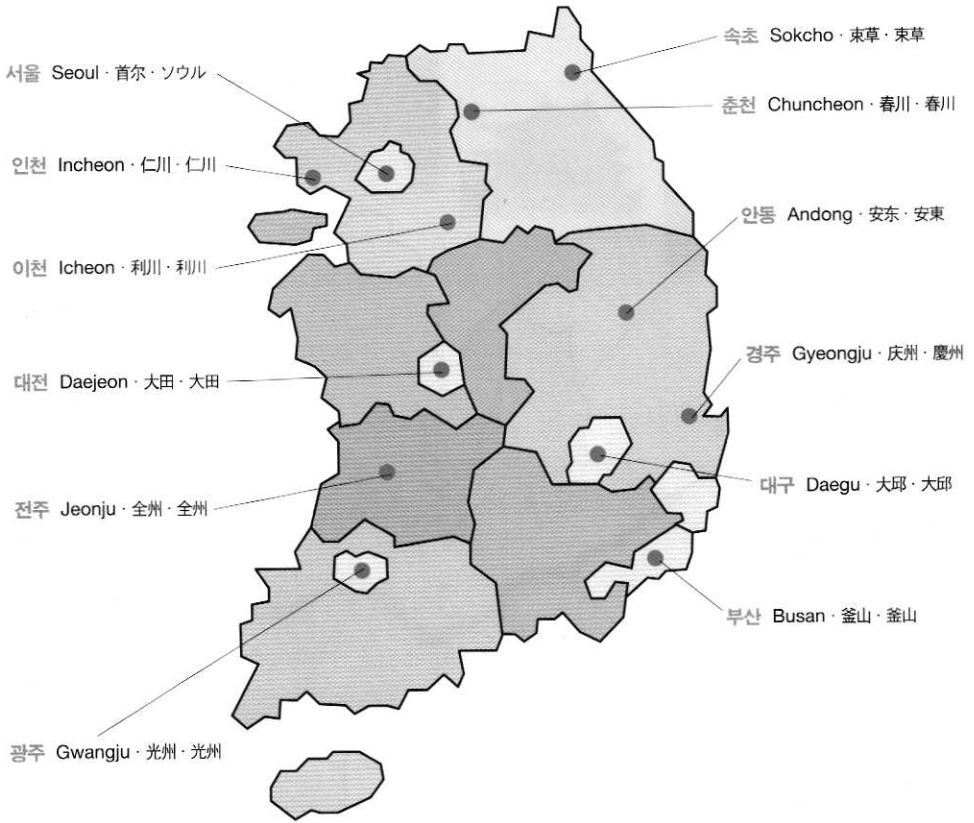 속초 Sokcho · 束草 · 束草
서울 Seoul · 首尔 · ソウル
춘천 Chuncheon · 春川 · 春川
인천 Incheon · 仁川 · 仁川
안동 Andong · 安东 · 安東
이천 Icheon · 利川 · 利川
경주 Gyeongju · 庆州 · 慶州
대전 Daejeon · 大田 · 大田
대구 Daegu · 大邱 · 大邱
전주 Jeonju · 全州 · 全州
부산 Busan · 釜山 · 釜山
광주 Gwangju · 光州 · 光州